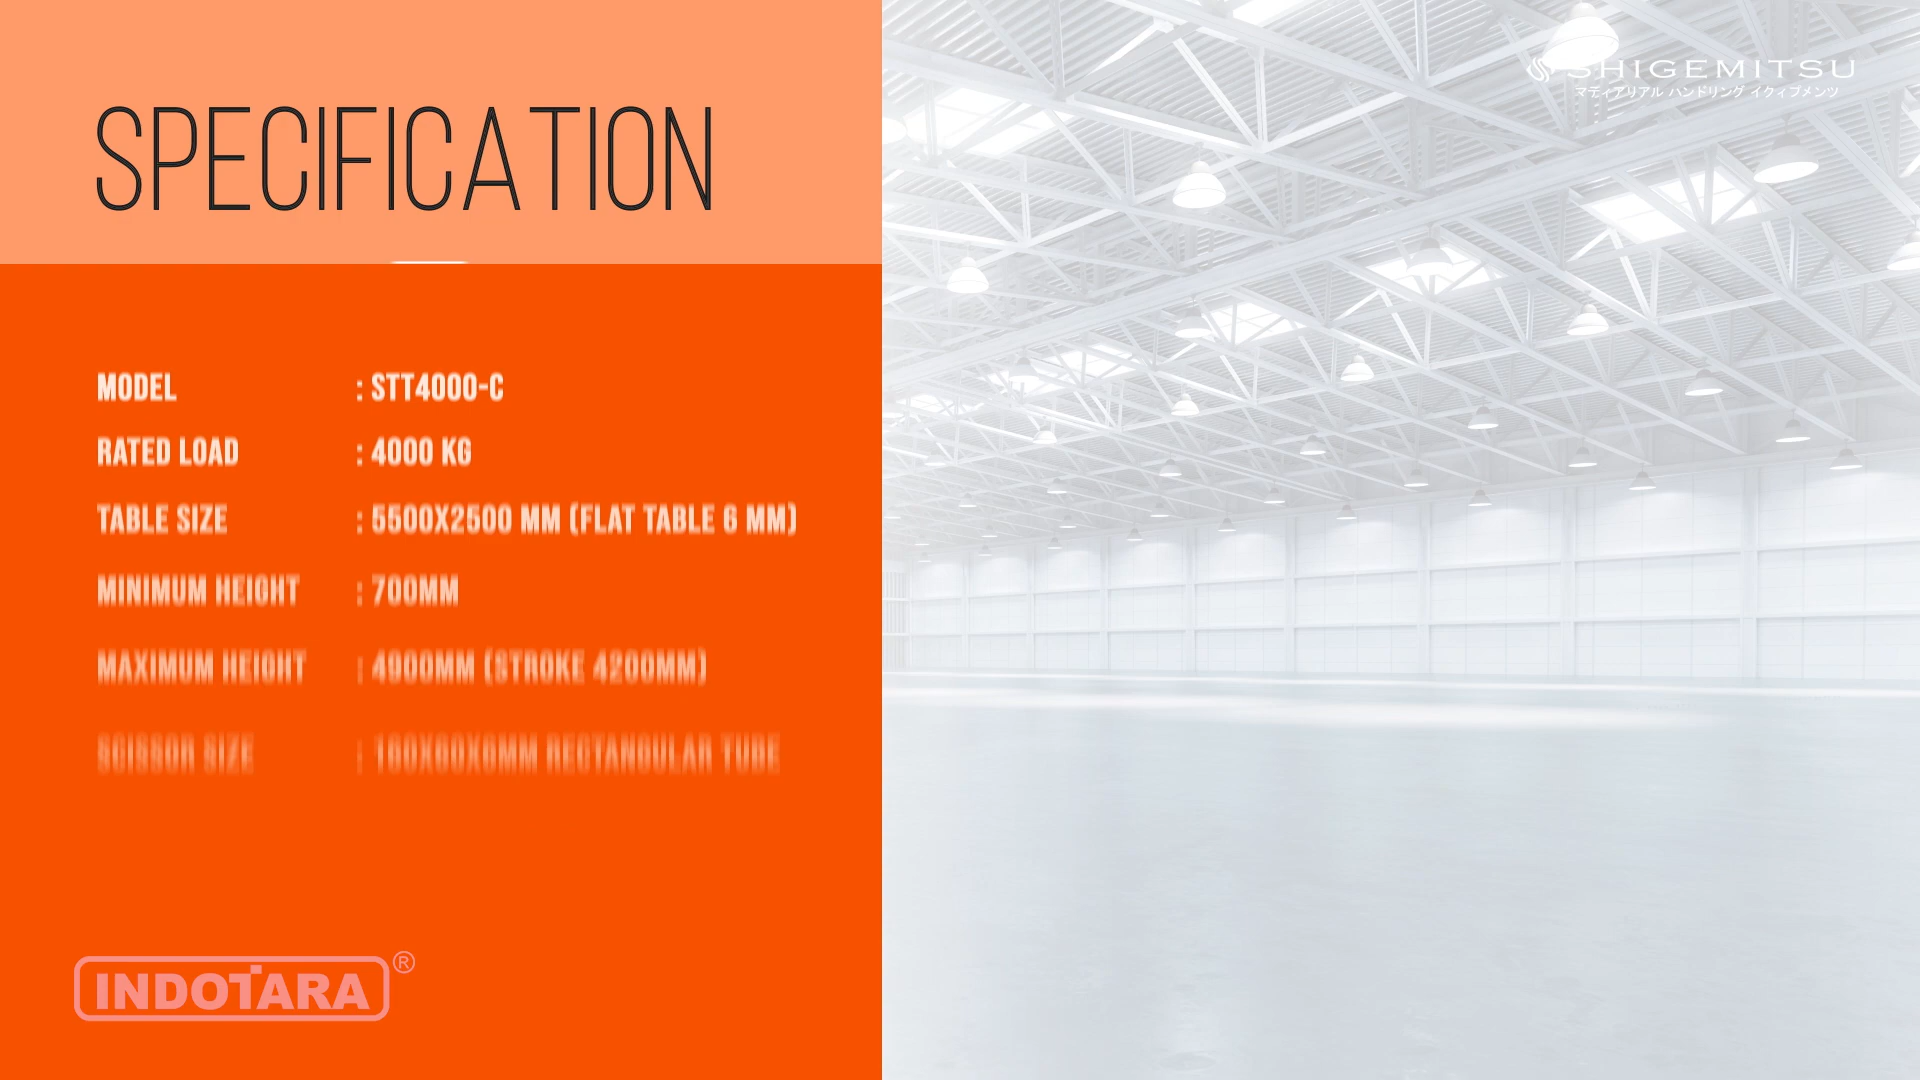 SPECIFICATION
SHIGEMITSU
マティアリアル ハンドリング イクィプメンツ
MODEL : STT4000-C
RATED LOAD : 4000 KG
TABLE SIZE : 5500X2500 MM (FLAT TABLE 6 MM)
MINIMUM HEIGHT : 700MM
MAXIMUM HEIGHT : 4900MM (STROKE 4200MM)
SCISSOR SIZE : RECTANGULAR TUBE
INDOTARA®